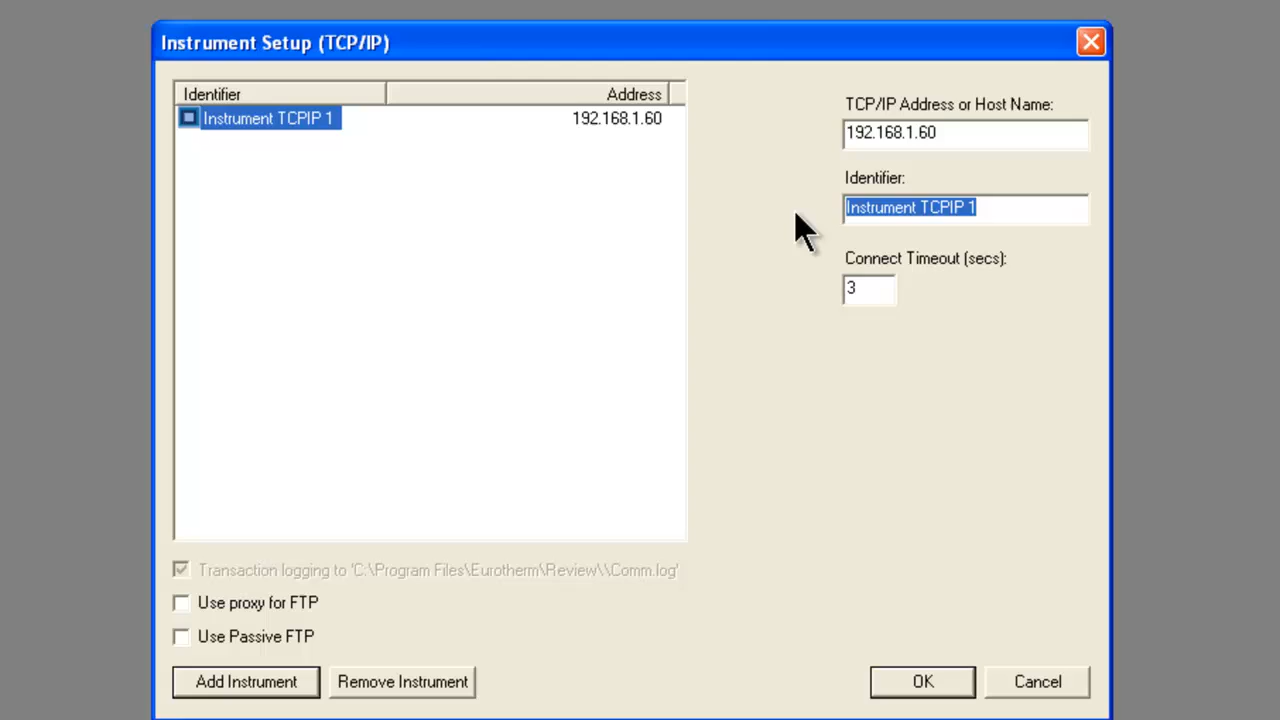 Instrument Setup (TCP/IP)
Identifier
Address
Instrument TCPIP 1
192.168.1.60
TCP/IP Address or Host Name:
192.168.1.60
Identifier:
Instrument TCPIP 1
Connect Timeout (secs):
3
Transaction logging to 'C:\Program Files\Eurotherm\Review\\Comm.log'
Use proxy for FTP
Use Passive FTP
Add Instrument
Remove Instrument
OK
Cancel